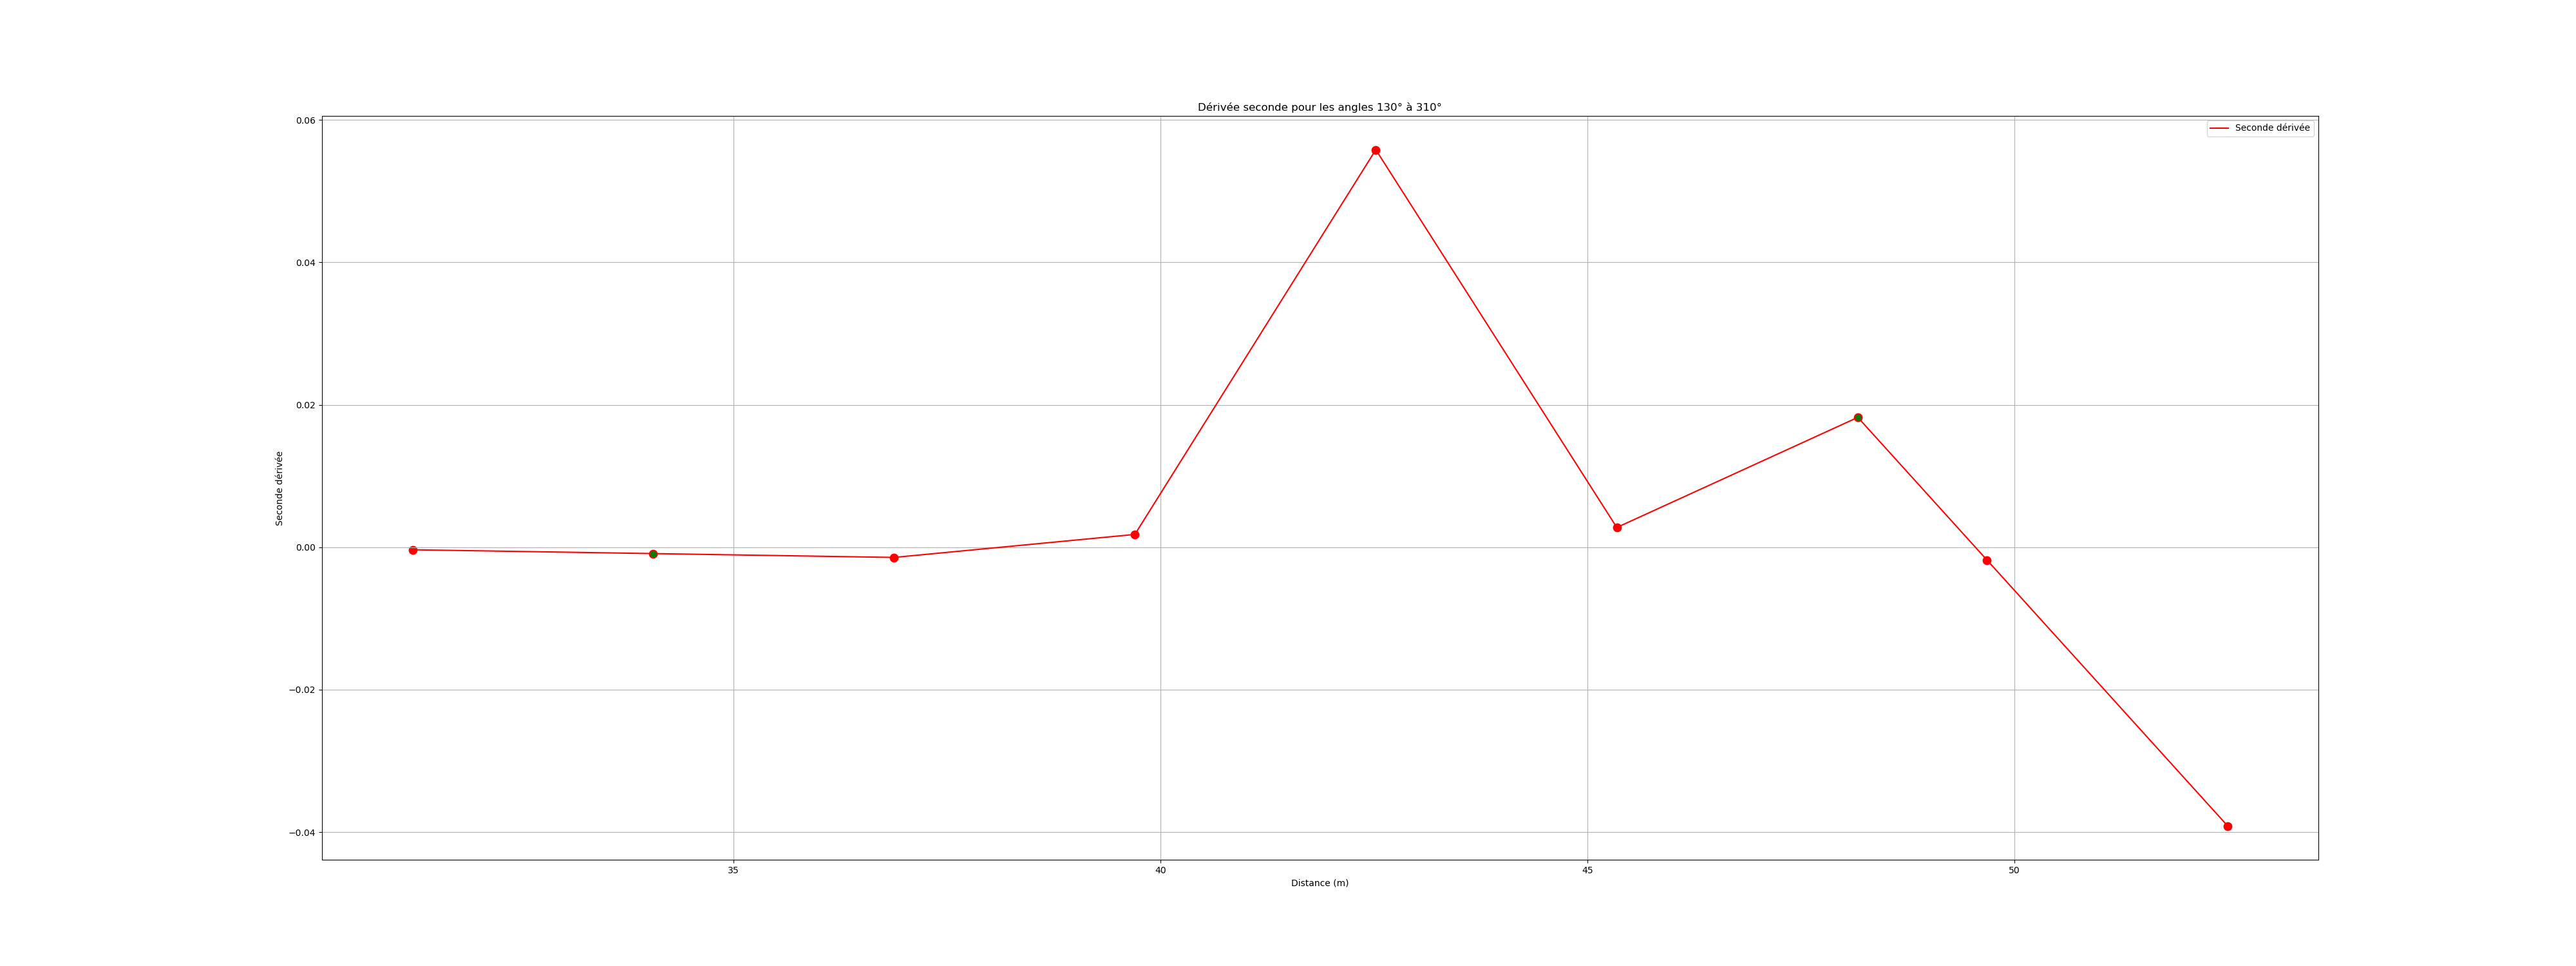 Dérivée seconde pour les angles 130° à 310°
Seconde dérivée
0.06
0.04
0.02
0.00
−0.02
−0.04
Seconde dérivée
35
40
45
50
Distance (m)